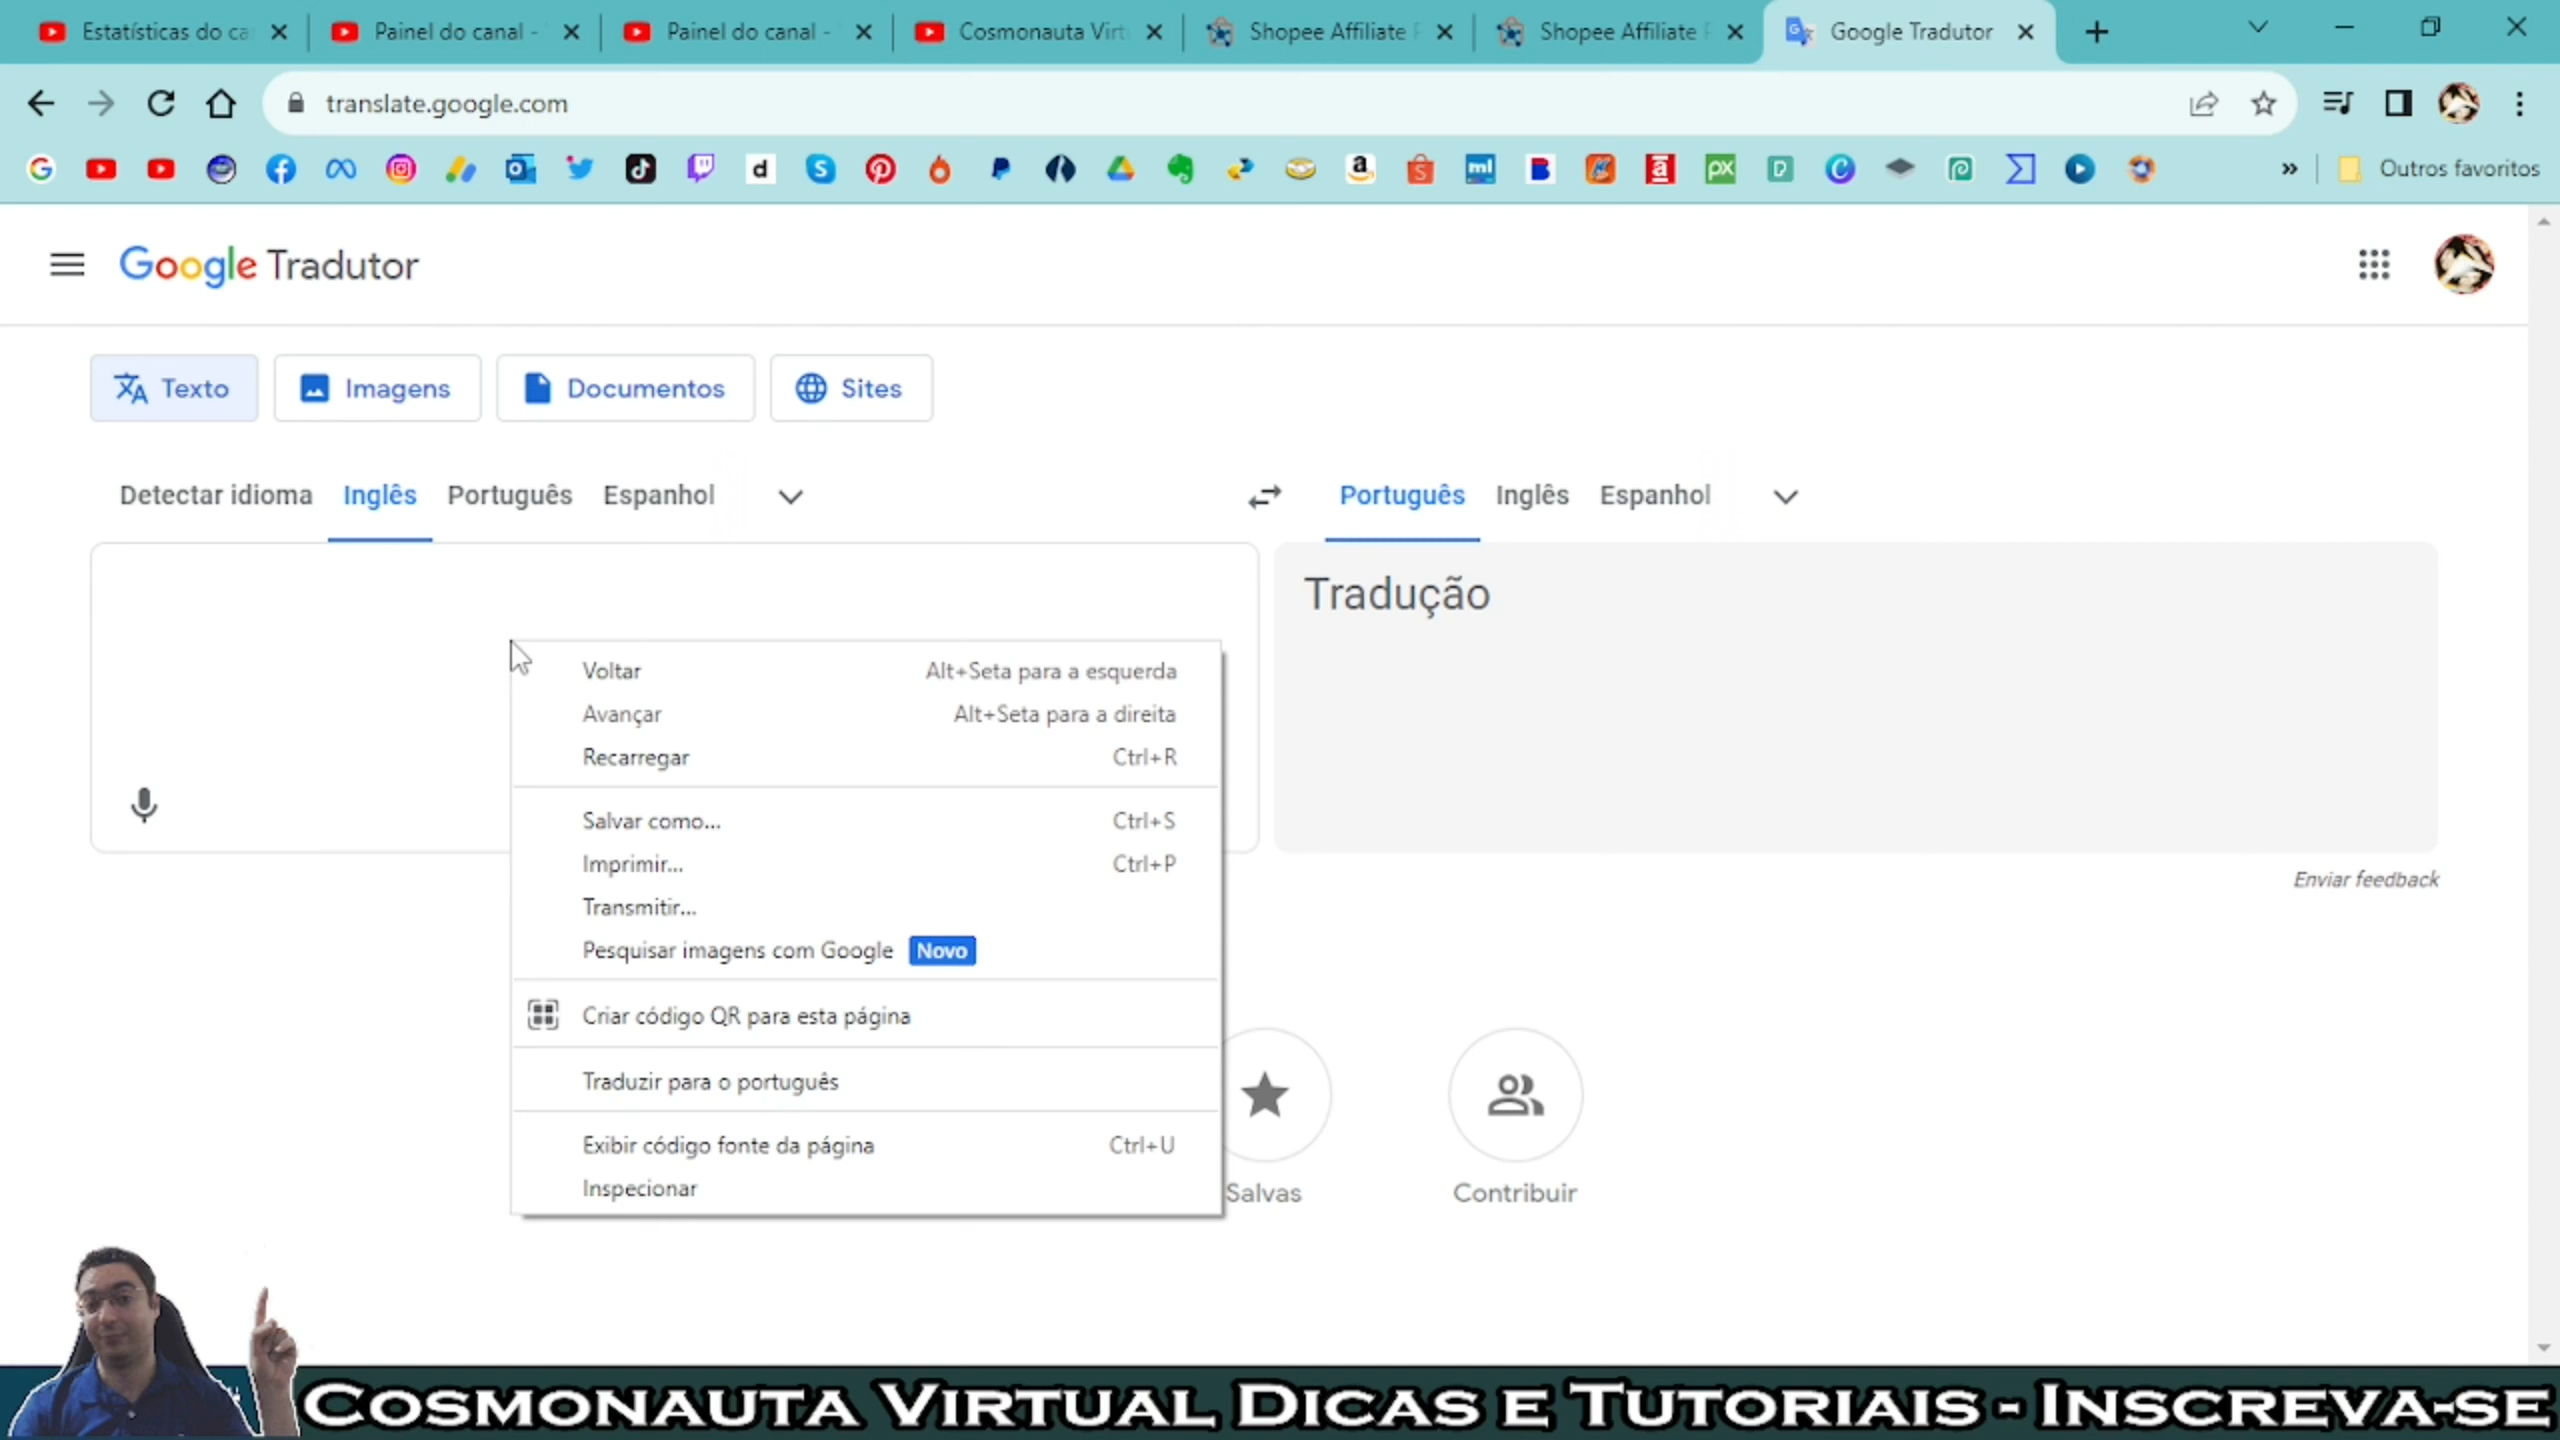 Estatísticas do ca
Painel do canal -
Painel do canal -
Cosmonauta Virt
Shopee Affiliate
Shopee Affiliate
Google Tradutor
translate.google.com
Outros favoritos
Google Tradutor
Texto
Imagens
Documentos
Sites
Detectar idioma
Inglês
Português
Espanhol
Português
Inglês
Espanhol
Tradução
Voltar Alt+Seta para a esquerda
Avançar Alt+Seta para a direita
Recarregar Ctrl+R
Salvar como... Ctrl+S
Imprimir... Ctrl+P
Transmitir...
Pesquisar imagens com Google Novo
Criar código QR para esta página
Traduzir para o português
Exibir código fonte da página Ctrl+U
Inspecionar
Enviar feedback
Salvas
Contribuir
Cosmonauta Virtual Dicas e Tutoriais - Inscreva-se